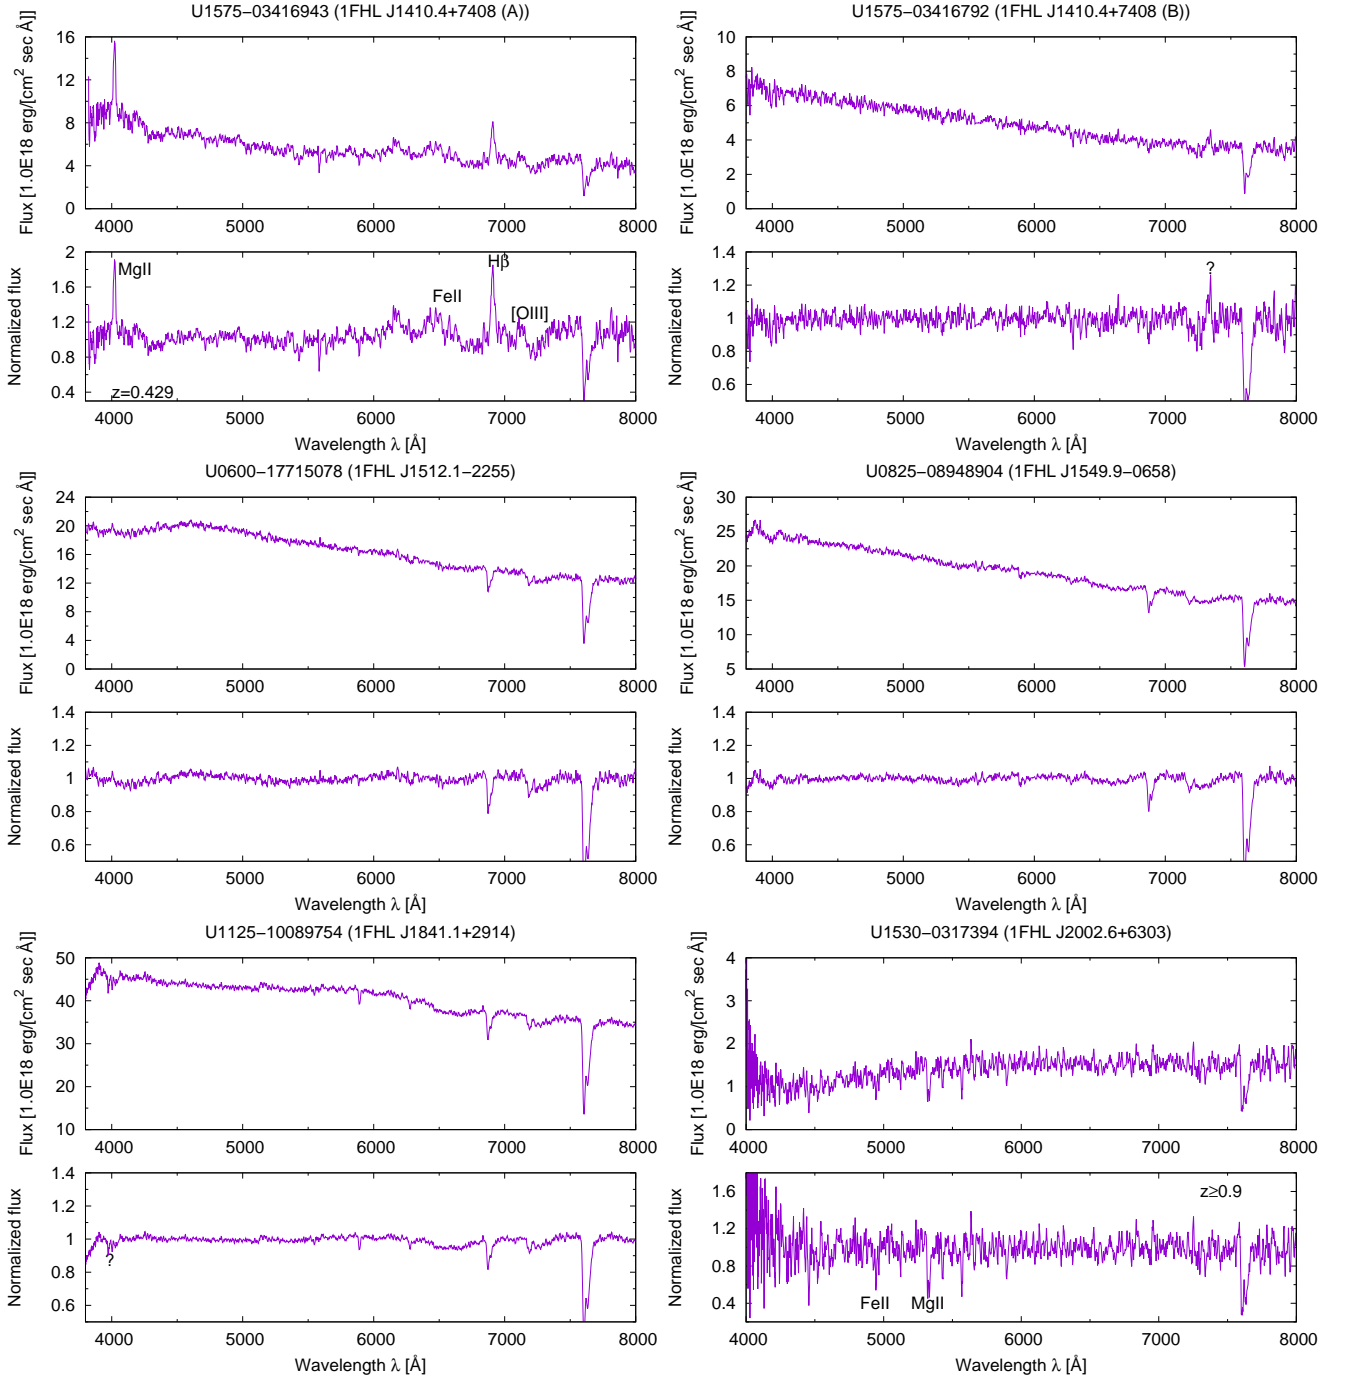 U1575−03416943 (1FHL J1410.4+7408 (A))
Flux [1.0E18 erg/[cm² sec Å]]
16
12
8
4
0
4000 5000 6000 7000 8000
Normalized flux
2
1.6
1.2
0.8
0.4
MgII
FeII
Hβ
[OIII]
z=0.429
4000 5000 6000 7000 8000
Wavelength λ [Å]
U1575−03416792 (1FHL J1410.4+7408 (B))
Flux [1.0E18 erg/[cm² sec Å]]
10
8
6
4
2
0
4000 5000 6000 7000 8000
Normalized flux
1.4
1.2
1
0.8
0.6
?
4000 5000 6000 7000 8000
Wavelength λ [Å]
U0600−17715078 (1FHL J1512.1−2255)
Flux [1.0E18 erg/[cm² sec Å]]
24
20
16
12
8
4
0
4000 5000 6000 7000 8000
Normalized flux
1.4
1.2
1
0.8
0.6
4000 5000 6000 7000 8000
Wavelength λ [Å]
U0825−08948904 (1FHL J1549.9−0658)
Flux [1.0E18 erg/[cm² sec Å]]
30
25
20
15
10
5
4000 5000 6000 7000 8000
Normalized flux
1.4
1.2
1
0.8
0.6
4000 5000 6000 7000 8000
Wavelength λ [Å]
U1125−10089754 (1FHL J1841.1+2914)
Flux [1.0E18 erg/[cm² sec Å]]
50
40
30
20
10
4000 5000 6000 7000 8000
Normalized flux
1.4
1.2
1
0.8
0.6
?
4000 5000 6000 7000 8000
Wavelength λ [Å]
U1530−0317394 (1FHL J2002.6+6303)
Flux [1.0E18 erg/[cm² sec Å]]
4
3
2
1
0
4000 5000 6000 7000 8000
Normalized flux
1.6
1.2
0.8
0.4
z≥0.9
FeII MgII
4000 5000 6000 7000 8000
Wavelength λ [Å]